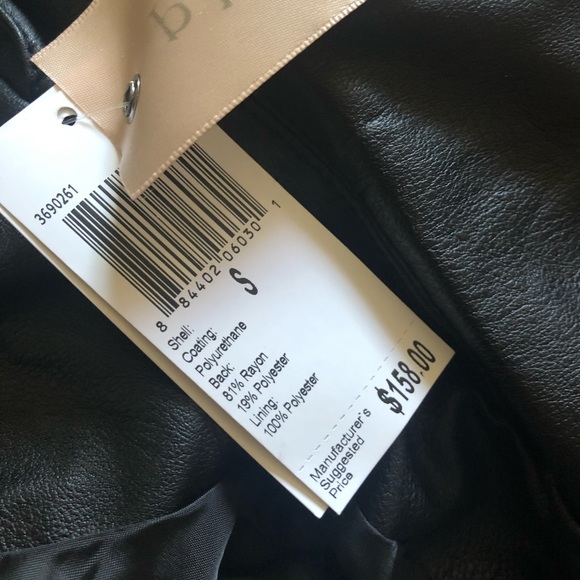 3690261
8 84402 06030 1
S
Shell:
Coating:
Polyurethane
Back:
81% Rayon
19% Polyester
Lining:
100% Polyester
Manufacturer's
Suggested
Price
$158.00